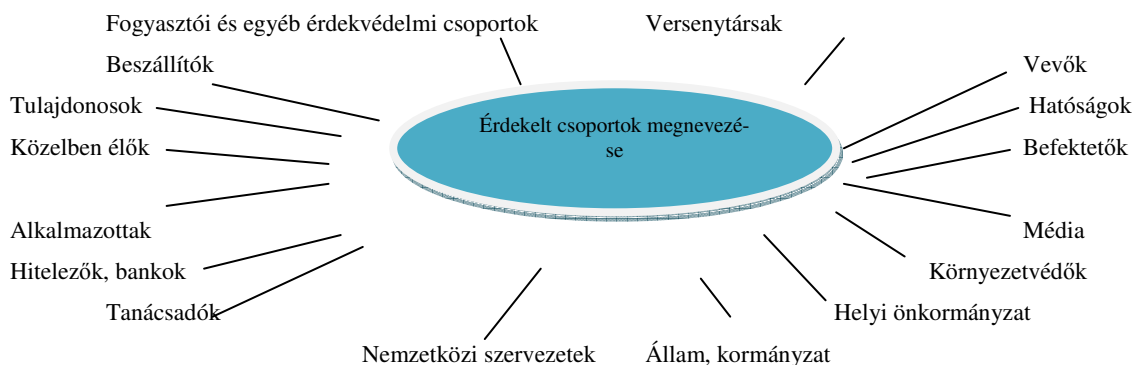 Fogyasztói és egyéb érdekvédelmi csoportok
Versenytársak
Beszállítók
Vevők
Tulajdonosok
Hatóságok
Érdekelt csoportok megnevezé-
se
Közelben élők
Befektetők
Alkalmazottak
Média
Hitelezők, bankok
Környezetvédők
Tanácsadók
Helyi önkormányzat
Nemzetközi szervezetek
Állam, kormányzat